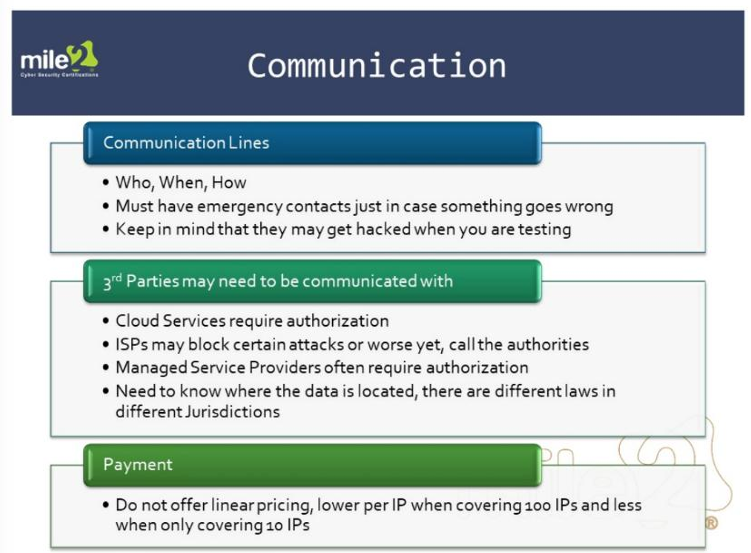 mile2
Cyber Security Certifications
Communication
Communication Lines
• Who, When, How
• Must have emergency contacts just in case something goes wrong
• Keep in mind that they may get hacked when you are testing
3rd Parties may need to be communicated with
• Cloud Services require authorization
• ISPs may block certain attacks or worse yet, call the authorities
• Managed Service Providers often require authorization
• Need to know where the data is located, there are different laws in
different Jurisdictions
Payment
• Do not offer linear pricing, lower per IP when covering 100 IPs and less
when only covering 10 IPs
mile2®